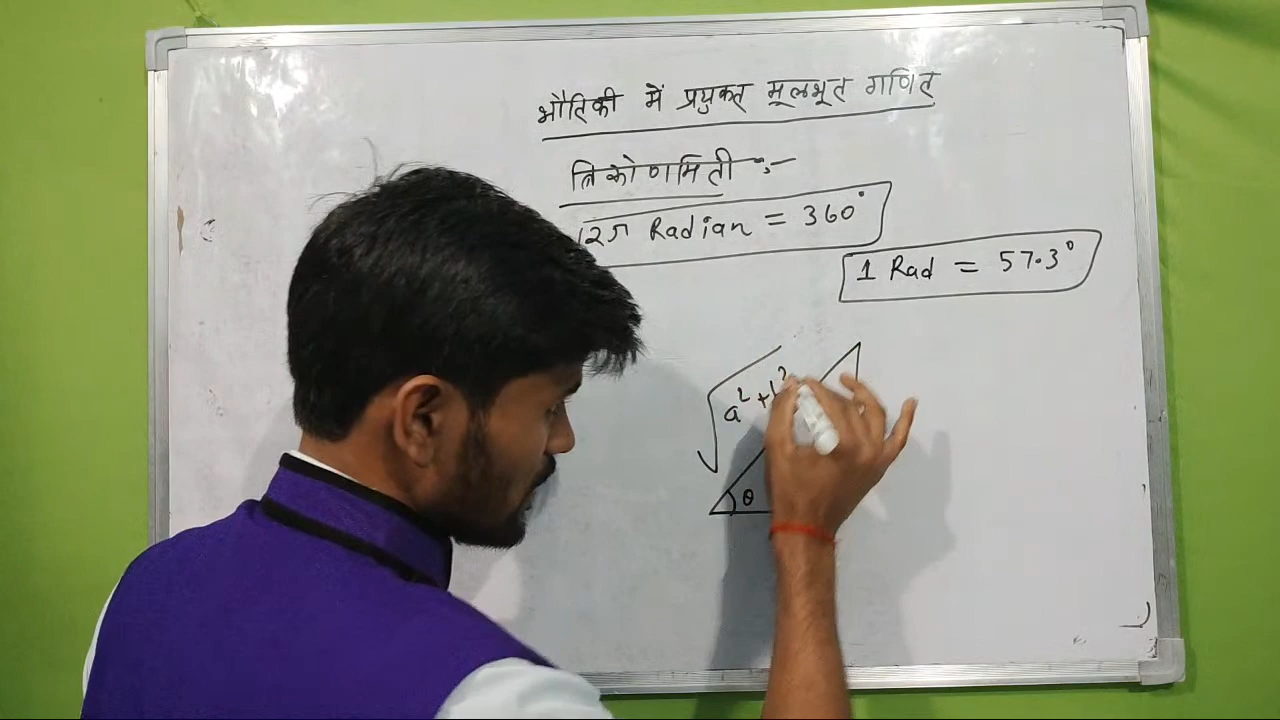 भौतिकी में प्रयुक्त मूलभूत गणित
त्रिकोणमिती :-
2π Radian = 360°
1 Rad = 57.3°
√a²+b²
θ